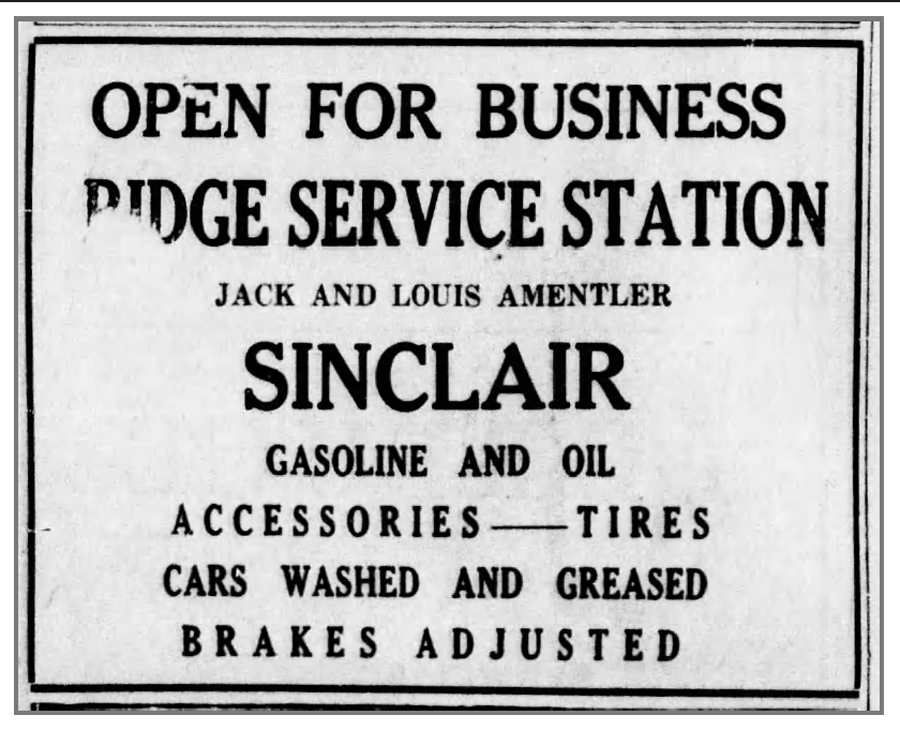 OPEN FOR BUSINESS
RIDGE SERVICE STATION
JACK AND LOUIS AMENTLER
SINCLAIR
GASOLINE AND OIL
ACCESSORIES——TIRES
CARS WASHED AND GREASED
BRAKES ADJUSTED